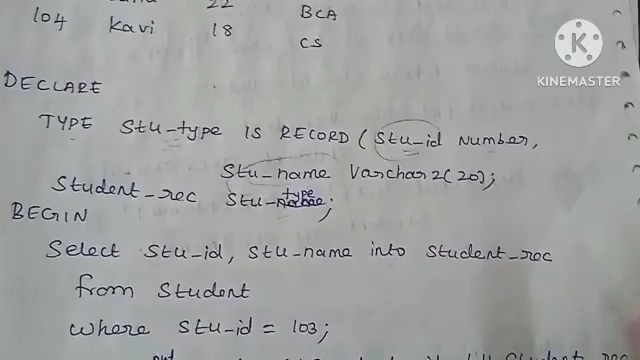 22 BCA
104 Kavi 18
CS
KINEMASTER
DECLARE
TYPE Stu-type IS RECORD (Stu-id Number,
Stu-name Varchar2(20);
Student-rec Stu-type;
BEGIN
Select Stu-id, Stu-name into Student-rec
from Student
where Stu-id = 103;